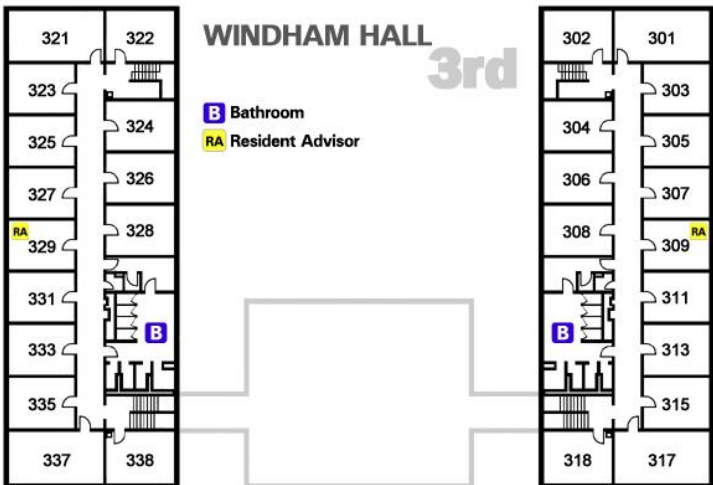 WINDHAM HALL
3rd
B Bathroom
RA Resident Advisor
321 322
323
325 324
327 326
RA
329 328
331
B
333
335
337 338
302 301
303
304 305
306 307
RA
308 309
311
B
313
315
318 317